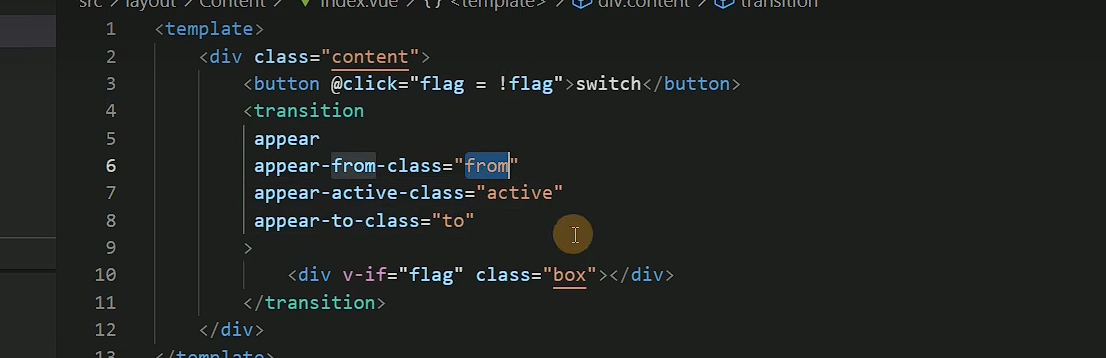 src > layout > Content > index.vue > {} <template> > div.content > transition
1 <template>
2 <div class="content">
3 <button @click="flag = !flag">switch</button>
4 <transition
5 appear
6 appear-from-class="from"
7 appear-active-class="active"
8 appear-to-class="to"
9 >
10 <div v-if="flag" class="box"></div>
11 </transition>
12 </div>
13 </template>